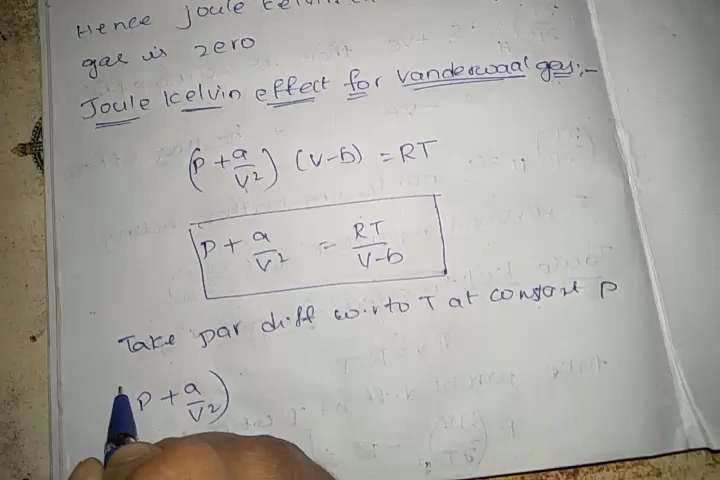 Hence joule kelvin
gas is zero
Joule kelvin effect for vanderwaal gas:-
(P + a/V²) (V-b) = RT
P + a/V² = RT/V-b
Take par diff w.r.to T at constant P
P + a/V²)